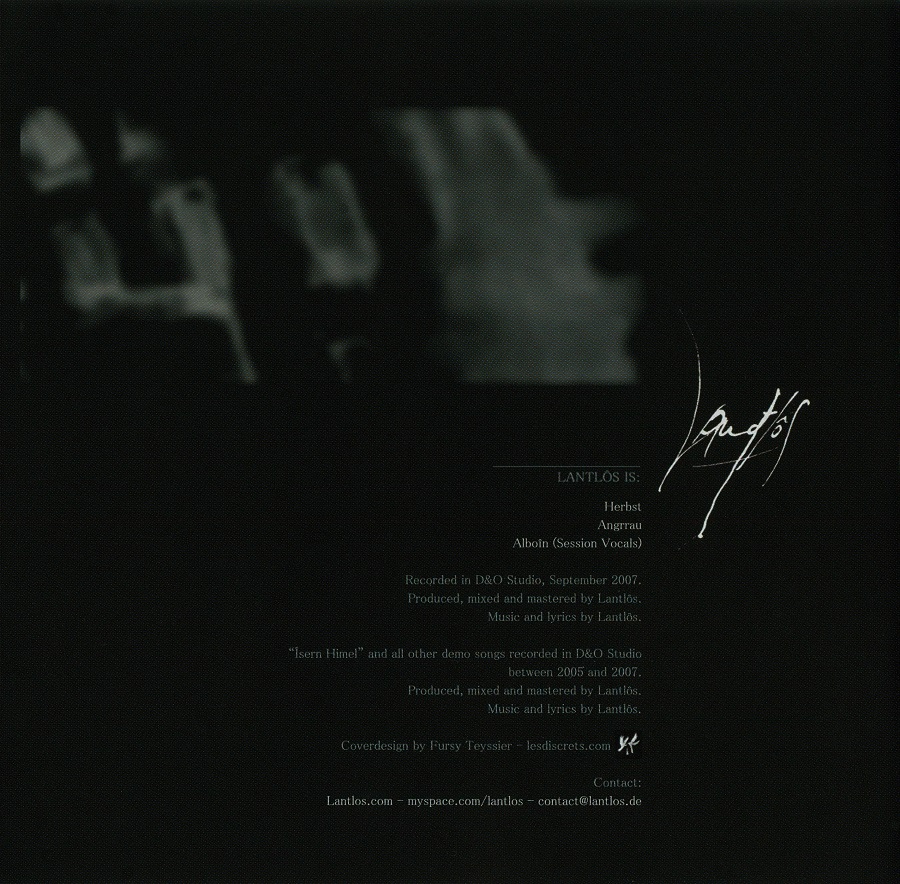 Lantlôs
LANTLÔS IS:
Herbst
Angrrau
Alboîn (Session Vocals)
Recorded in D&O Studio, September 2007.
Produced, mixed and mastered by Lantlôs.
Music and lyrics by Lantlôs.
“Îsern Himel” and all other demo songs recorded in D&O Studio
between 2005 and 2007.
Produced, mixed and mastered by Lantlôs.
Music and lyrics by Lantlôs.
Coverdesign by Fursy Teyssier – lesdiscrets.com
Contact:
Lantlos.com – myspace.com/lantlos – contact@lantlos.de